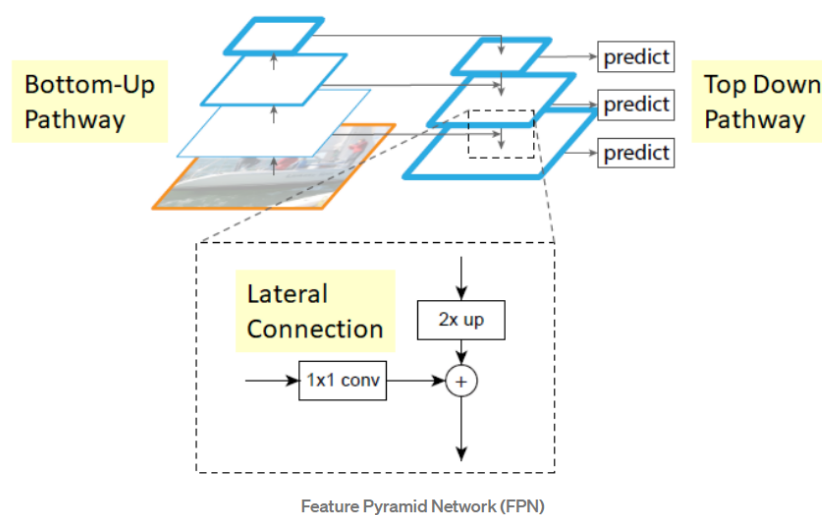 Bottom-Up
Pathway
predict
predict
predict
Top Down
Pathway
Lateral
Connection
2x up
1x1 conv
+
Feature Pyramid Network (FPN)